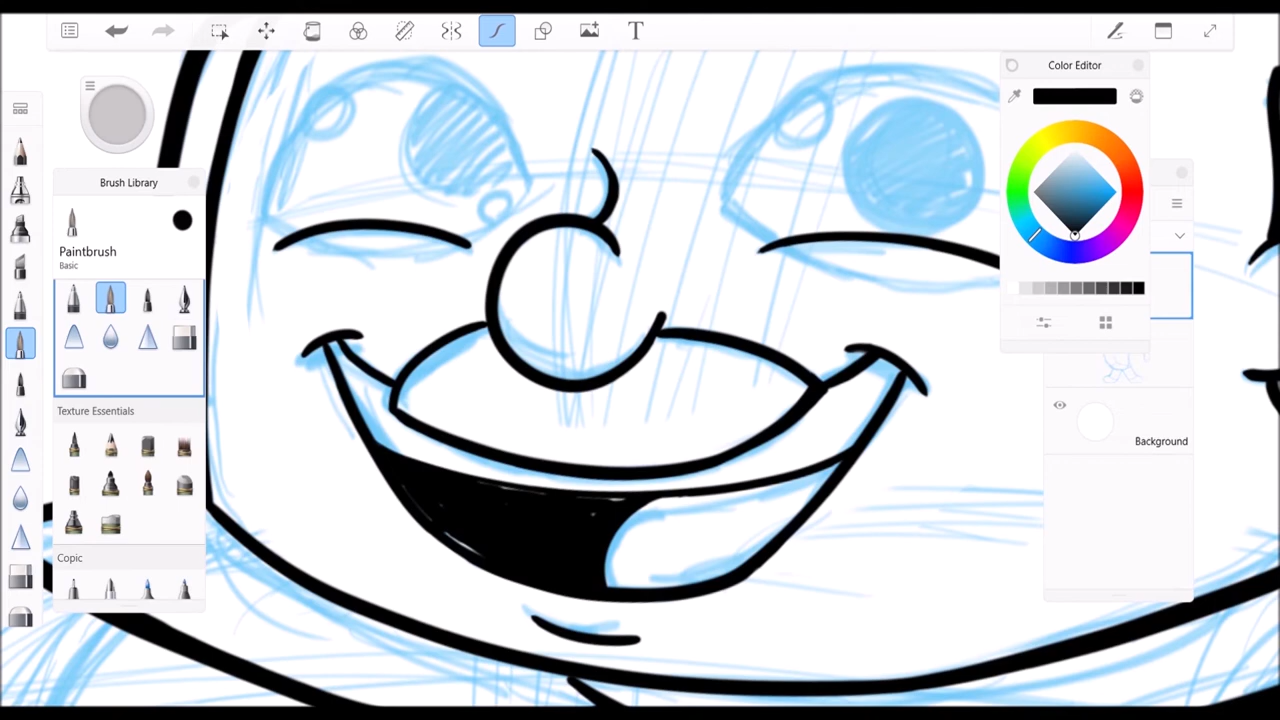 T
Color Editor
Brush Library
Paintbrush
Basic
Texture Essentials
Background
Copic